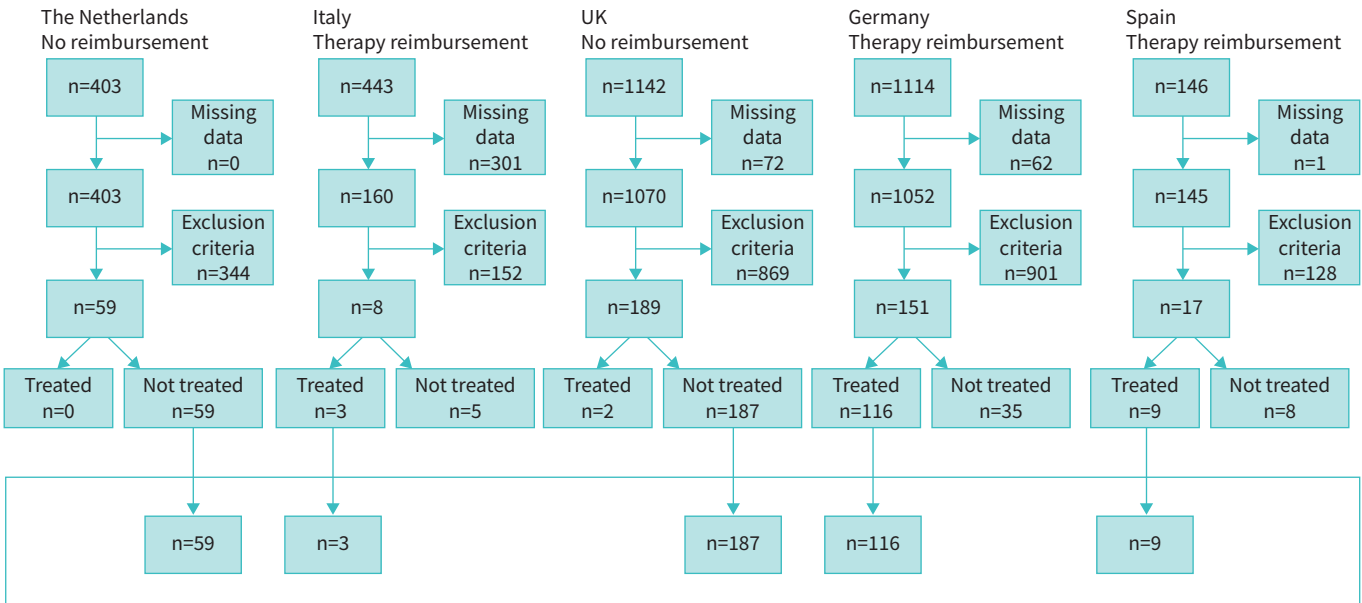 The Netherlands
No reimbursement
n=403
Missing
data
n=0
n=403
Exclusion
criteria
n=344
n=59
Treated
n=0
Not treated
n=59
n=59
Italy
Therapy reimbursement
n=443
Missing
data
n=301
n=160
Exclusion
criteria
n=152
n=8
Treated
n=3
Not treated
n=5
n=3
UK
No reimbursement
n=1142
Missing
data
n=72
n=1070
Exclusion
criteria
n=869
n=189
Treated
n=2
Not treated
n=187
n=187
Germany
Therapy reimbursement
n=1114
Missing
data
n=62
n=1052
Exclusion
criteria
n=901
n=151
Treated
n=116
Not treated
n=35
n=116
Spain
Therapy reimbursement
n=146
Missing
data
n=1
n=145
Exclusion
criteria
n=128
n=17
Treated
n=9
Not treated
n=8
n=9